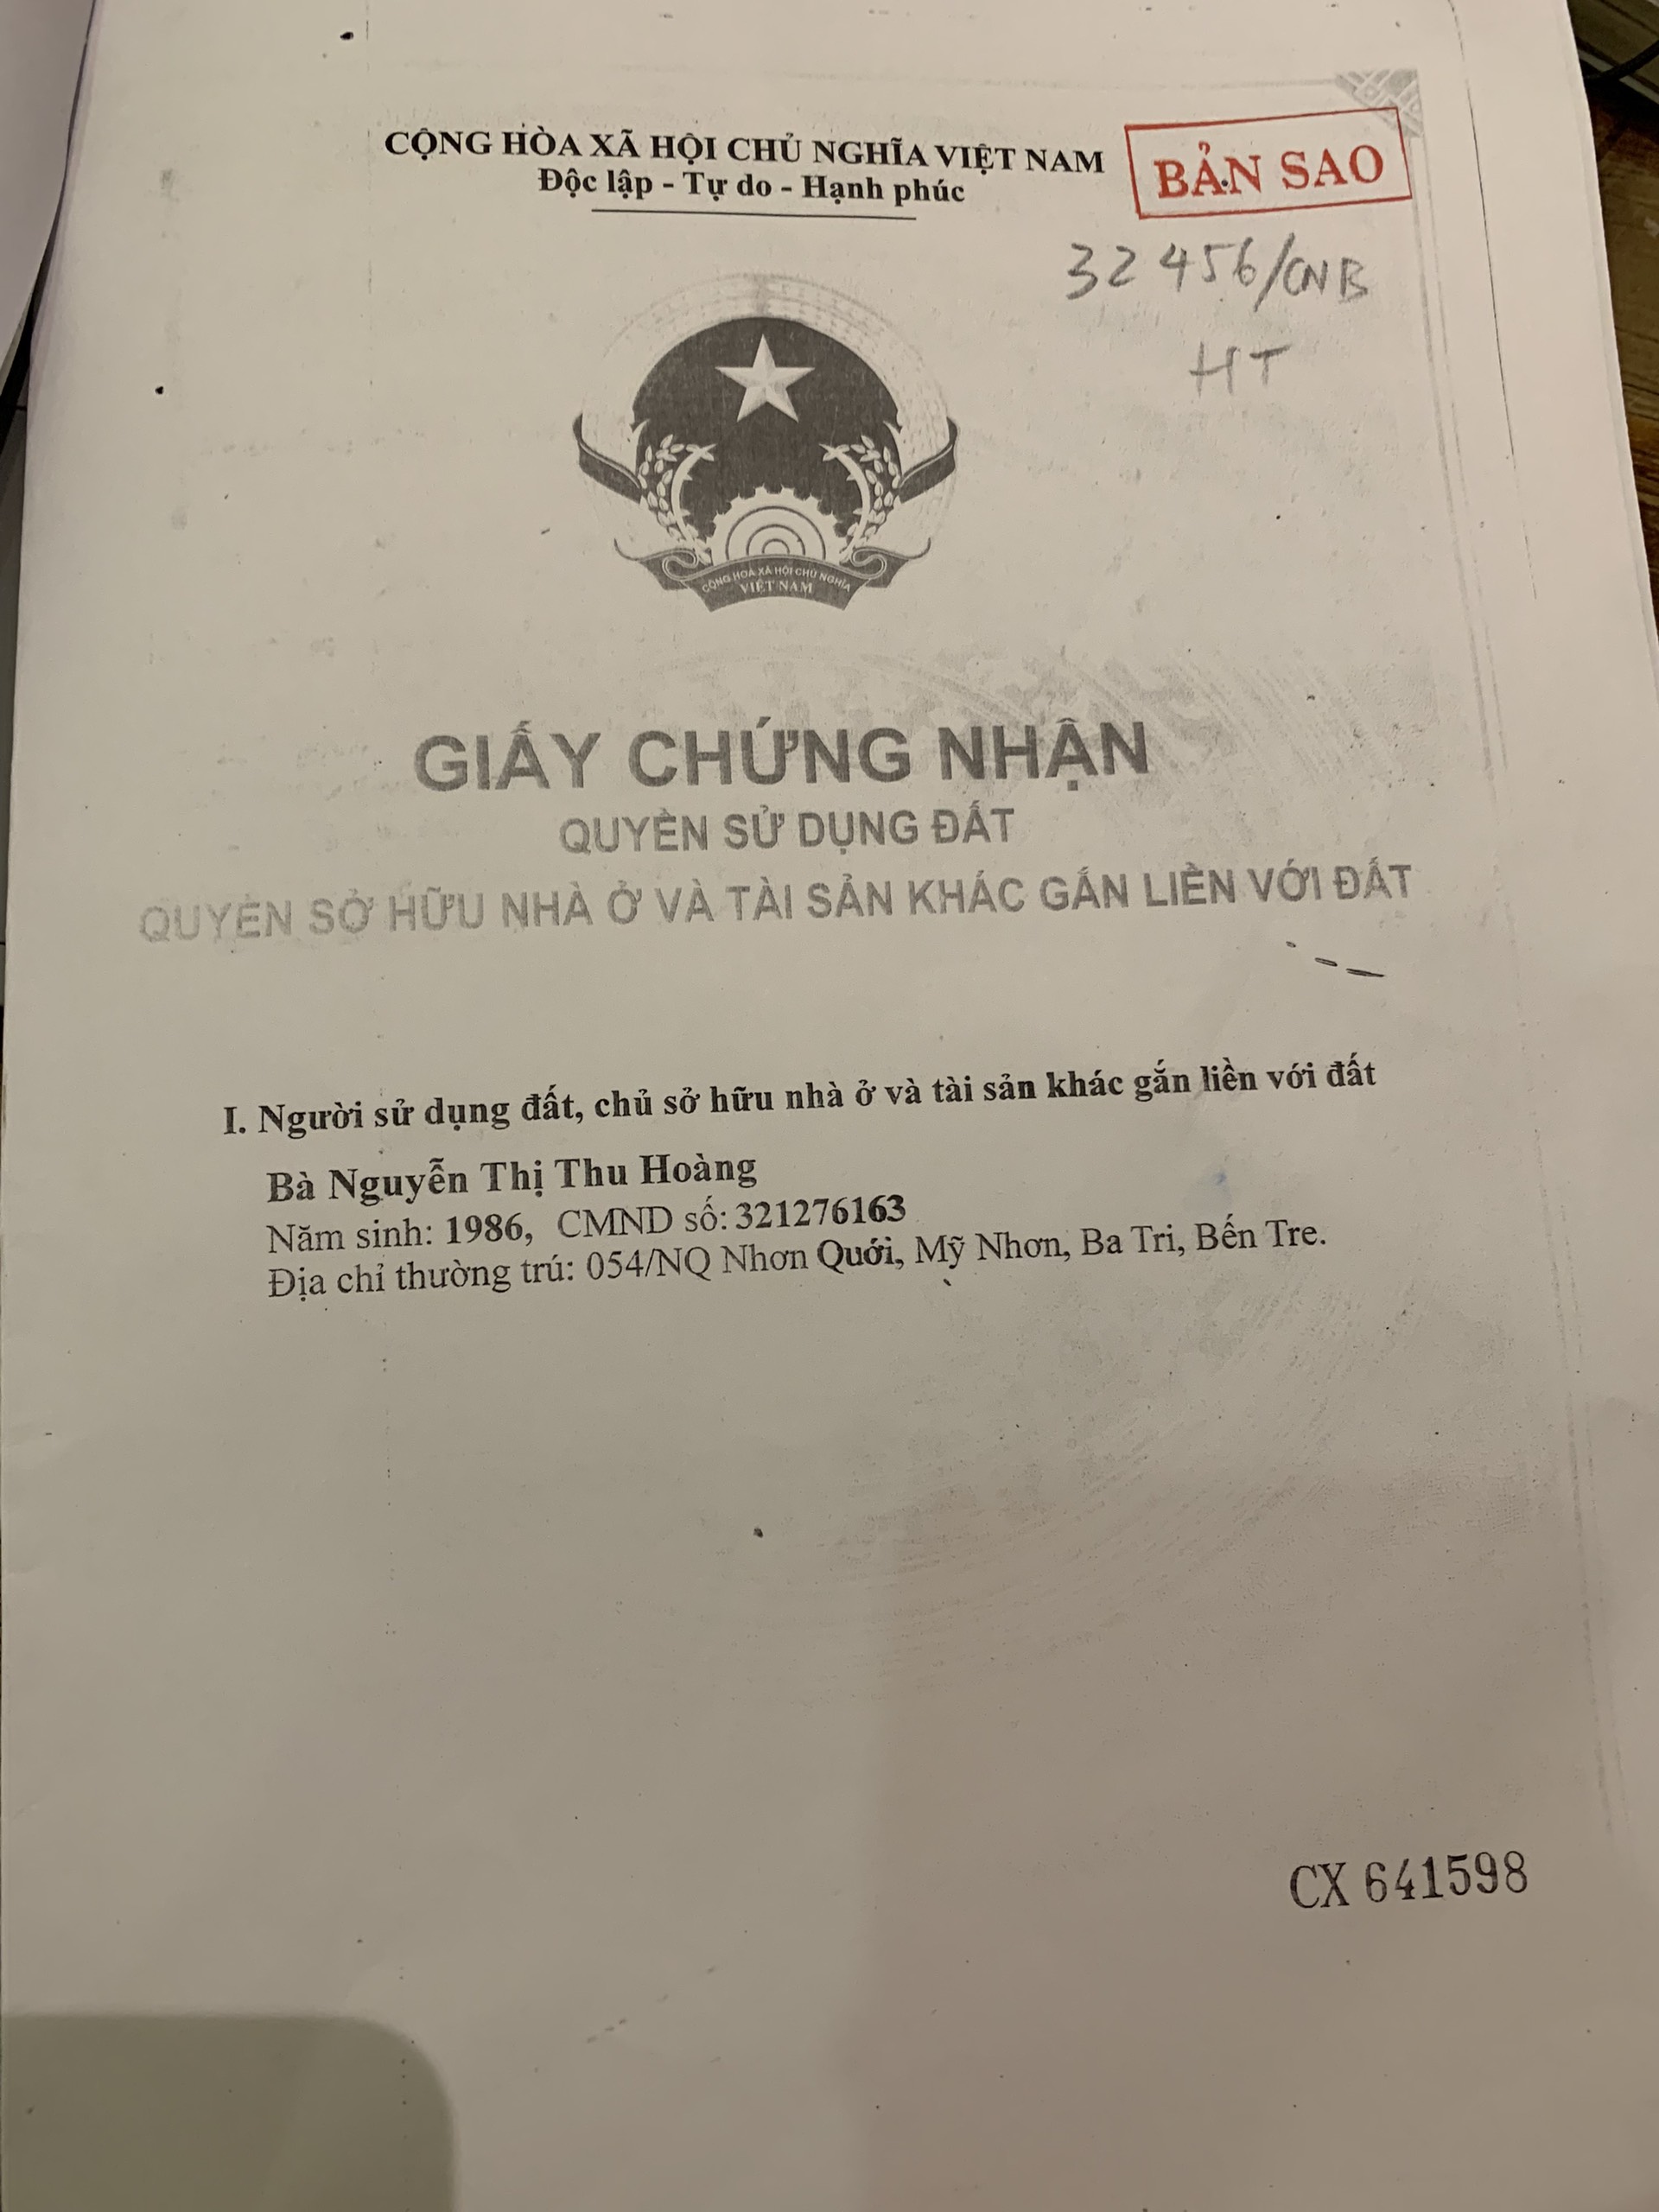 CỘNG HÒA XÃ HỘI CHỦ NGHĨA VIỆT NAM
Độc lập - Tự do - Hạnh phúc
BẢN SAO
32456/CNB
HT
CỘNG HOÀ XÃ HỘI CHỦ NGHĨA
VIỆT NAM
GIẤY CHỨNG NHẬN
QUYỀN SỬ DỤNG ĐẤT
QUYỀN SỞ HỮU NHÀ Ở VÀ TÀI SẢN KHÁC GẮN LIỀN VỚI ĐẤT
I. Người sử dụng đất, chủ sở hữu nhà ở và tài sản khác gắn liền với đất
Bà Nguyễn Thị Thu Hoàng
Năm sinh: 1986, CMND số: 321276163
Địa chỉ thường trú: 054/NQ Nhơn Quới, Mỹ Nhơn, Ba Tri, Bến Tre.
CX 641598